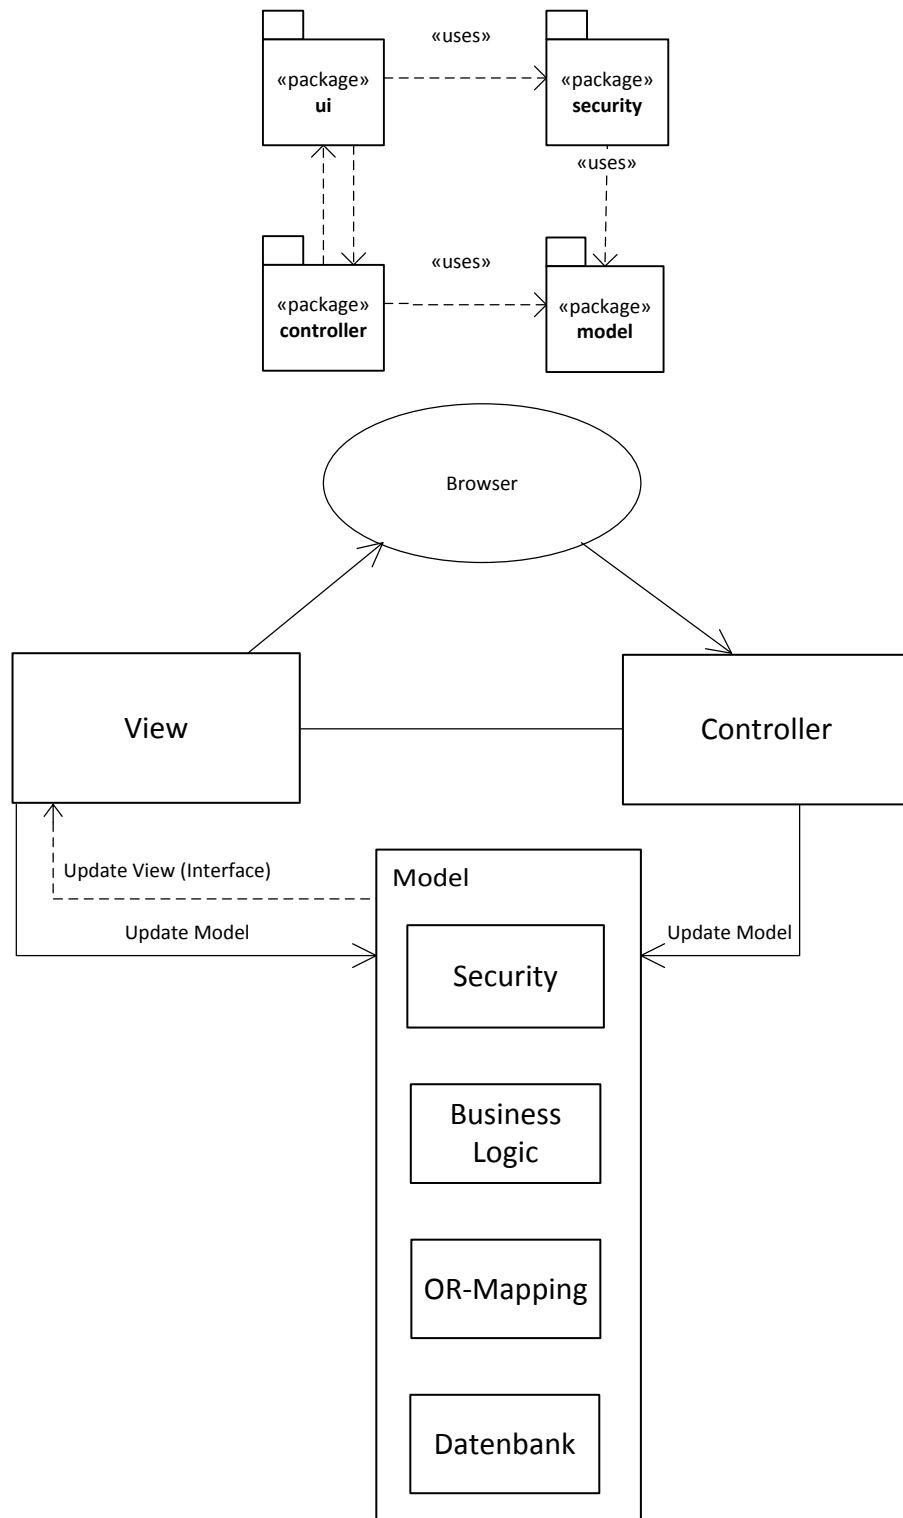 «uses»
«package»
ui
«package»
security
«uses»
«uses»
«package»
controller
«package»
model
Browser
View
Controller
Update View (Interface)
Model
Update Model
Update Model
Security
Business
Logic
OR-Mapping
Datenbank